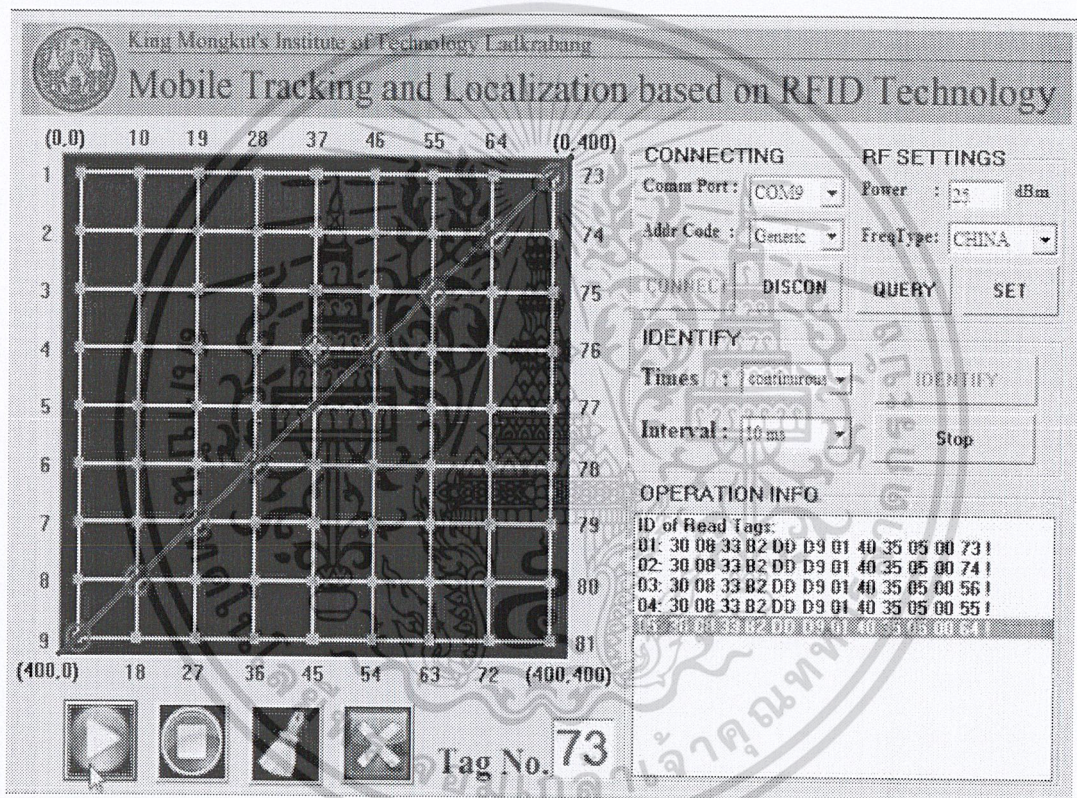 King Mongkut's Institute of Technology Ladkrabang
Mobile Tracking and Localization based on RFID Technology
(0,0) 10 19 28 37 46 55 64 (0,400)
1 73
2 74
3 75
4 76
5 77
6 78
7 79
8 80
9 81
(400,0) 18 27 36 45 54 63 72 (400,400)
Tag No. 73
CONNECTING
Comm Port : COM9
Addr Code : Generic
CONNECT DISCON
RF SETTINGS
Power : 25 dBm
FreqType: CHINA
QUERY SET
IDENTIFY
Times : continurous
IDENTIFY
Interval : 10 ms
Stop
OPERATION INFO
ID of Read Tags:
01: 30 08 33 B2 DD D9 01 40 35 05 00 73 !
02: 30 08 33 B2 DD D9 01 40 35 05 00 74 !
03: 30 08 33 B2 DD D9 01 40 35 05 00 56 !
04: 30 08 33 B2 DD D9 01 40 35 05 00 55 !
05: 30 08 33 B2 DD D9 01 40 35 05 00 64 !